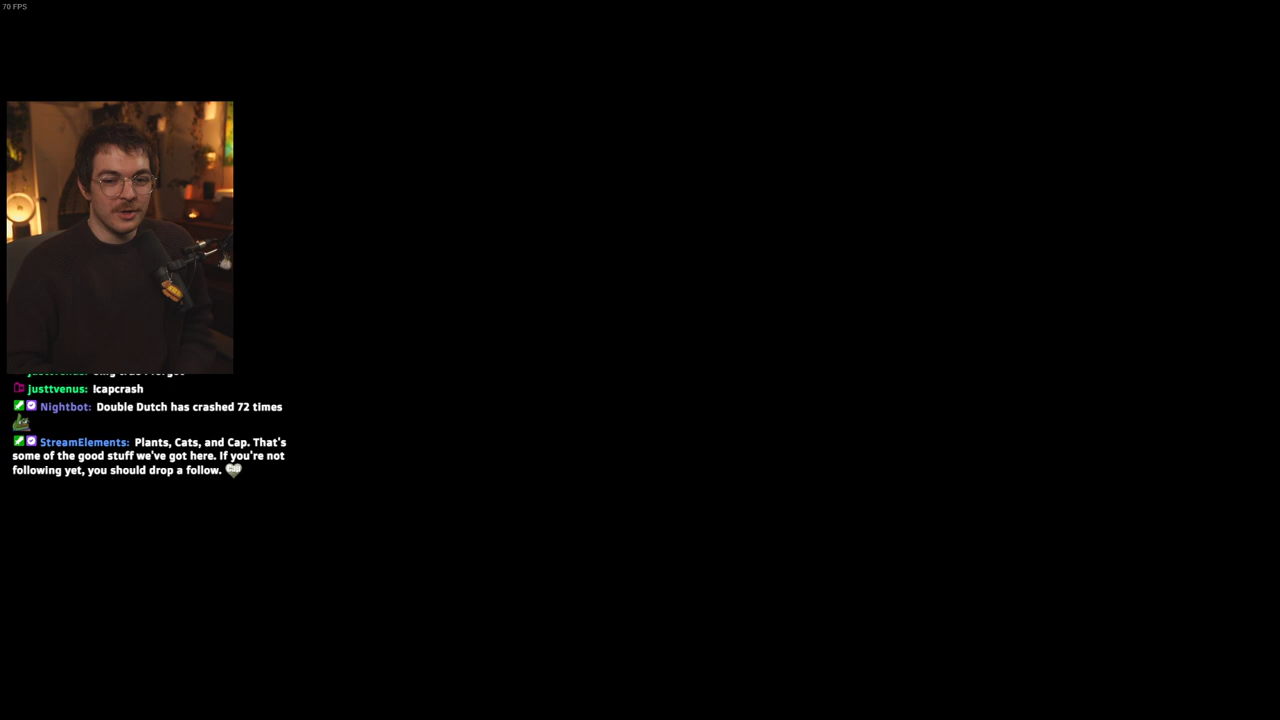 70 FPS
justtvenus: !capcrash
Nightbot: Double Dutch has crashed 72 times
StreamElements: Plants, Cats, and Cap. That's
some of the good stuff we've got here. If you're not
following yet, you should drop a follow.